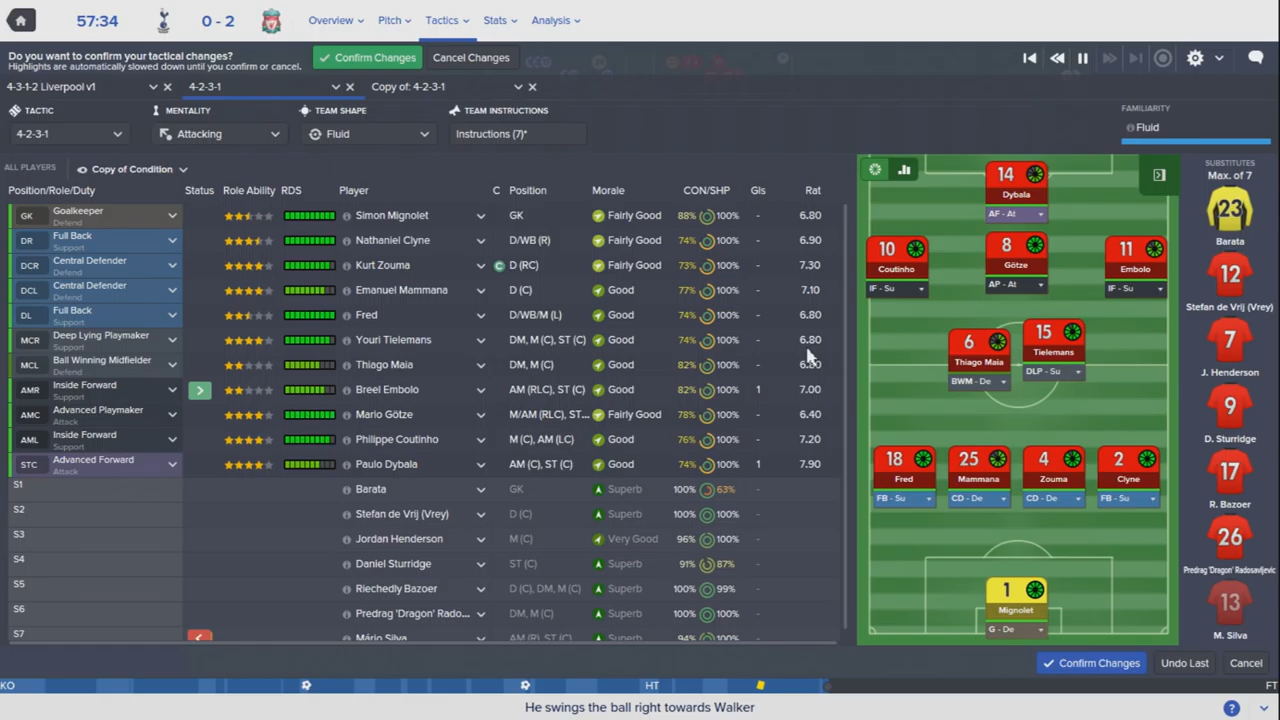 57:34 0 - 2 Overview Pitch Tactics Stats Analysis
Do you want to confirm your tactical changes?
Highlights are automatically slowed down until you confirm or cancel.
Confirm Changes Cancel Changes
4-3-1-2 Liverpool v1 4-2-3-1 Copy of: 4-2-3-1
TACTIC MENTALITY TEAM SHAPE TEAM INSTRUCTIONS FAMILIARITY
4-2-3-1 Attacking Fluid Instructions (7)* Fluid
ALL PLAYERS Copy of Condition
Position/Role/Duty Status Role Ability RDS Player C Position Morale CON/SHP Gls Rat
GK Goalkeeper Defend Simon Mignolet GK Fairly Good 88% 100% - 6.80
DR Full Back Support Nathaniel Clyne D/WB (R) Fairly Good 74% 100% - 6.90
DCR Central Defender Defend Kurt Zouma C D (RC) Fairly Good 73% 100% - 7.30
DCL Central Defender Defend Emanuel Mammana D (C) Good 77% 100% - 7.10
DL Full Back Support Fred D/WB/M (L) Good 74% 100% - 6.80
MCR Deep Lying Playmaker Support Youri Tielemans DM, M (C), ST (C) Good 74% 100% - 6.80
MCL Ball Winning Midfielder Defend Thiago Maia DM, M (C) Good 82% 100% -
AMR Inside Forward Support Breel Embolo AM (RLC), ST (C) Good 82% 100% 1 7.00
AMC Advanced Playmaker Attack Mario Götze M/AM (RLC), ST... Fairly Good 78% 100% - 6.40
AML Inside Forward Support Philippe Coutinho M (C), AM (LC) Good 76% 100% - 7.20
STC Advanced Forward Attack Paulo Dybala AM (C), ST (C) Good 74% 100% 1 7.90
S1 Barata GK Superb 100% 63% -
S2 Stefan de Vrij (Vrey) D (C) Superb 100% 100% -
S3 Jordan Henderson M (C) Very Good 96% 100% -
S4 Daniel Sturridge ST (C) Superb 91% 87% -
S5 Riechedly Bazoer D (C), DM, M (C) Superb 100% 99% -
S6 Predrag 'Dragon' Rado... DM, M (C) Superb 100% 100% -
S7 Mário Silva AM (R), ST (C) Superb 94% 100% -
14
Dybala
AF - At
10 8 11
Coutinho Götze Embolo
IF - Su AP - At IF - Su
6 15
Thiago Maia Tielemans
BWM - De DLP - Su
18 25 4 2
Fred Mammana Zouma Clyne
FB - Su CD - De CD - De FB - Su
1
Mignolet
G - De
SUBSTITUTES
Max. of 7
23
Barata
12
Stefan de Vrij (Vrey)
7
J. Henderson
9
D. Sturridge
17
R. Bazoer
26
Predrag 'Dragon' Radosavljevic
13
M. Silva
Confirm Changes Undo Last Cancel
KO HT FT
He swings the ball right towards Walker